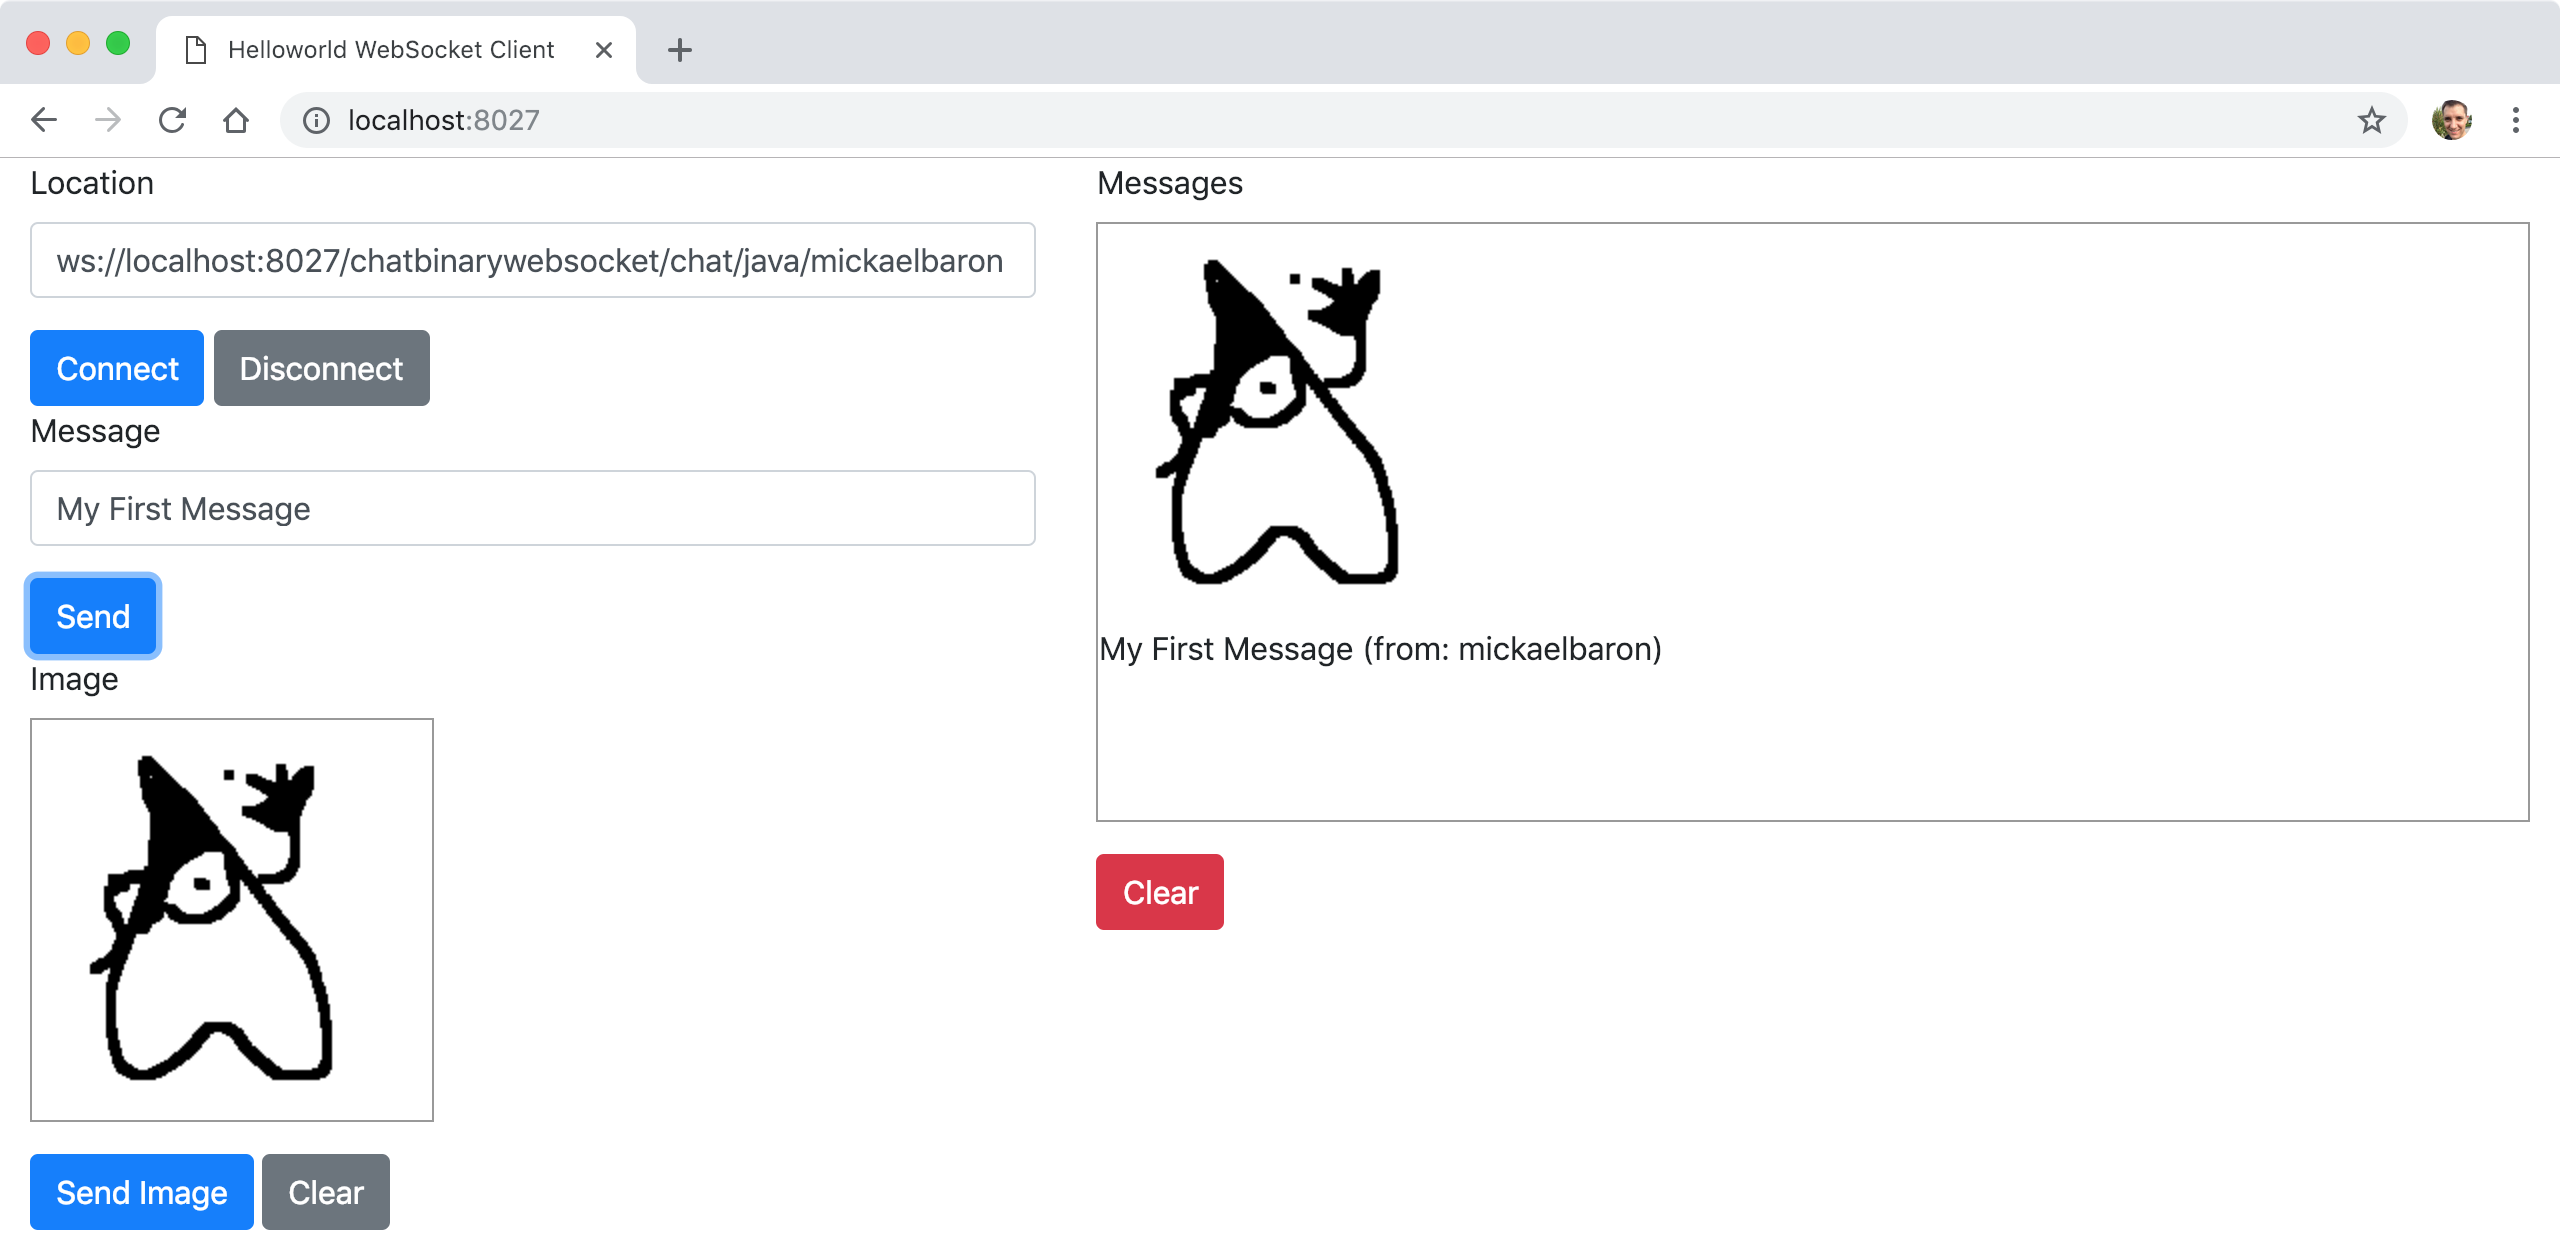 Helloworld WebSocket Client
localhost:8027
Location
ws://localhost:8027/chatbinarywebsocket/chat/java/mickaelbaron
Connect Disconnect
Message
My First Message
Send
Image
Send Image Clear
Messages
My First Message (from: mickaelbaron)
Clear